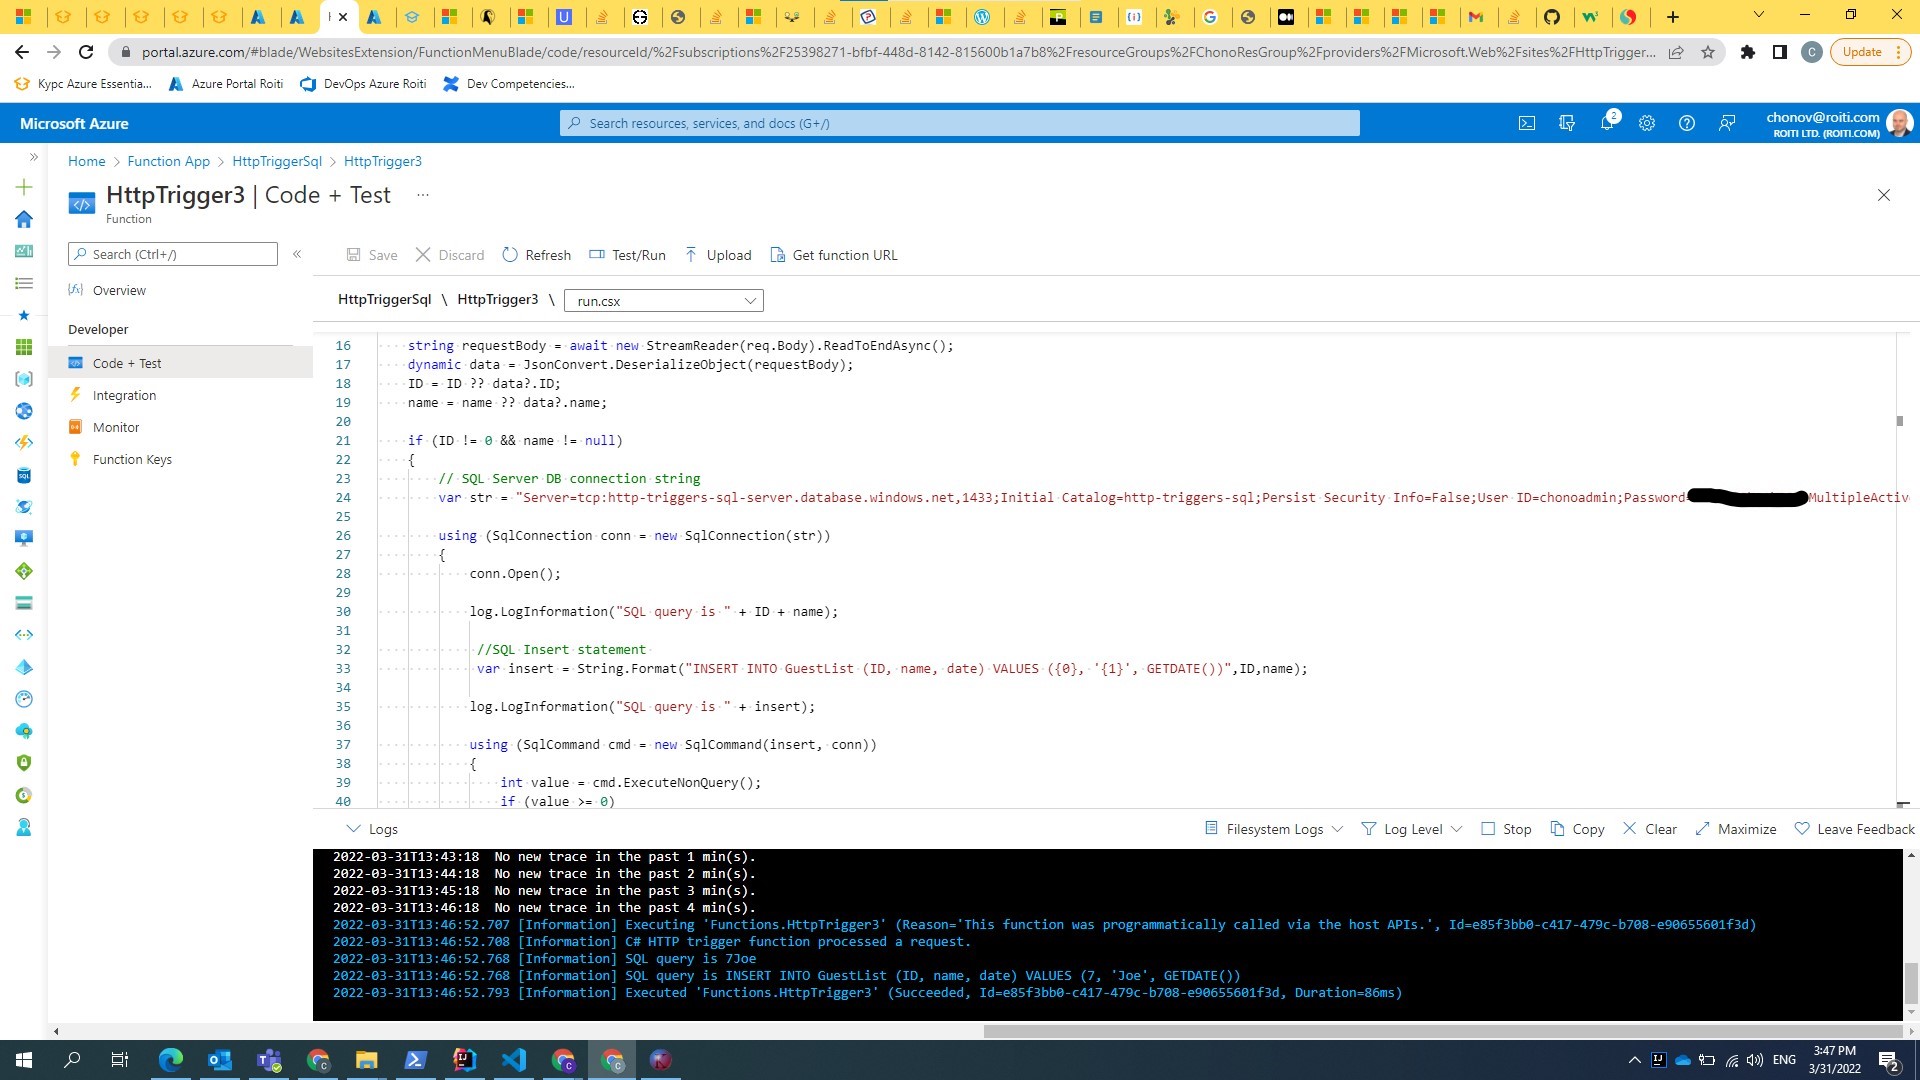 portal.azure.com/#blade/WebsitesExtension/FunctionMenuBlade/code/resourceId/%2Fsubscriptions%2F25398271-bfbf-448d-8142-815600b1a7b8%2FresourceGroups%2FChonoResGroup%2Fproviders%2FMicrosoft.Web%2Fsites%2FHttpTrigger...
C
Update
Курс Azure Essentia...
Azure Portal Roiti
DevOps Azure Roiti
Dev Competencies...
Microsoft Azure
Search resources, services, and docs (G+/)
2
chonov@roiti.com
ROITI LTD. (ROITI.COM)
Home > Function App > HttpTriggerSql > HttpTrigger3
HttpTrigger3 | Code + Test ...
Function
Search (Ctrl+/)
Save
Discard
Refresh
Test/Run
Upload
Get function URL
Overview
HttpTriggerSql \ HttpTrigger3 \ run.csx
Developer
Code + Test
Integration
Monitor
Function Keys
16 string requestBody = await new StreamReader(req.Body).ReadToEndAsync();
17 dynamic data = JsonConvert.DeserializeObject(requestBody);
18 ID = ID ?? data?.ID;
19 name = name ?? data?.name;
20
21 if (ID != 0 && name != null)
22 {
23 // SQL Server DB connection string
24 var str = "Server=tcp:http-triggers-sql-server.database.windows.net,1433;Initial Catalog=http-triggers-sql;Persist Security Info=False;User ID=chonoadmin;Password= MultipleActiv
25
26 using (SqlConnection conn = new SqlConnection(str))
27 {
28 conn.Open();
29
30 log.LogInformation("SQL query is " + ID + name);
31
32 //SQL Insert statement
33 var insert = String.Format("INSERT INTO GuestList (ID, name, date) VALUES ({0}, '{1}', GETDATE())",ID,name);
34
35 log.LogInformation("SQL query is " + insert);
36
37 using (SqlCommand cmd = new SqlCommand(insert, conn))
38 {
39 int value = cmd.ExecuteNonQuery();
40 if (value >= 0)
Logs
Filesystem Logs
Log Level
Stop
Copy
Clear
Maximize
Leave Feedback
2022-03-31T13:43:18 No new trace in the past 1 min(s).
2022-03-31T13:44:18 No new trace in the past 2 min(s).
2022-03-31T13:45:18 No new trace in the past 3 min(s).
2022-03-31T13:46:18 No new trace in the past 4 min(s).
2022-03-31T13:46:52.707 [Information] Executing 'Functions.HttpTrigger3' (Reason='This function was programmatically called via the host APIs.', Id=e85f3bb0-c417-479c-b708-e90655601f3d)
2022-03-31T13:46:52.708 [Information] C# HTTP trigger function processed a request.
2022-03-31T13:46:52.768 [Information] SQL query is 7Joe
2022-03-31T13:46:52.768 [Information] SQL query is INSERT INTO GuestList (ID, name, date) VALUES (7, 'Joe', GETDATE())
2022-03-31T13:46:52.793 [Information] Executed 'Functions.HttpTrigger3' (Succeeded, Id=e85f3bb0-c417-479c-b708-e90655601f3d, Duration=86ms)
ENG
3:47 PM
3/31/2022
2